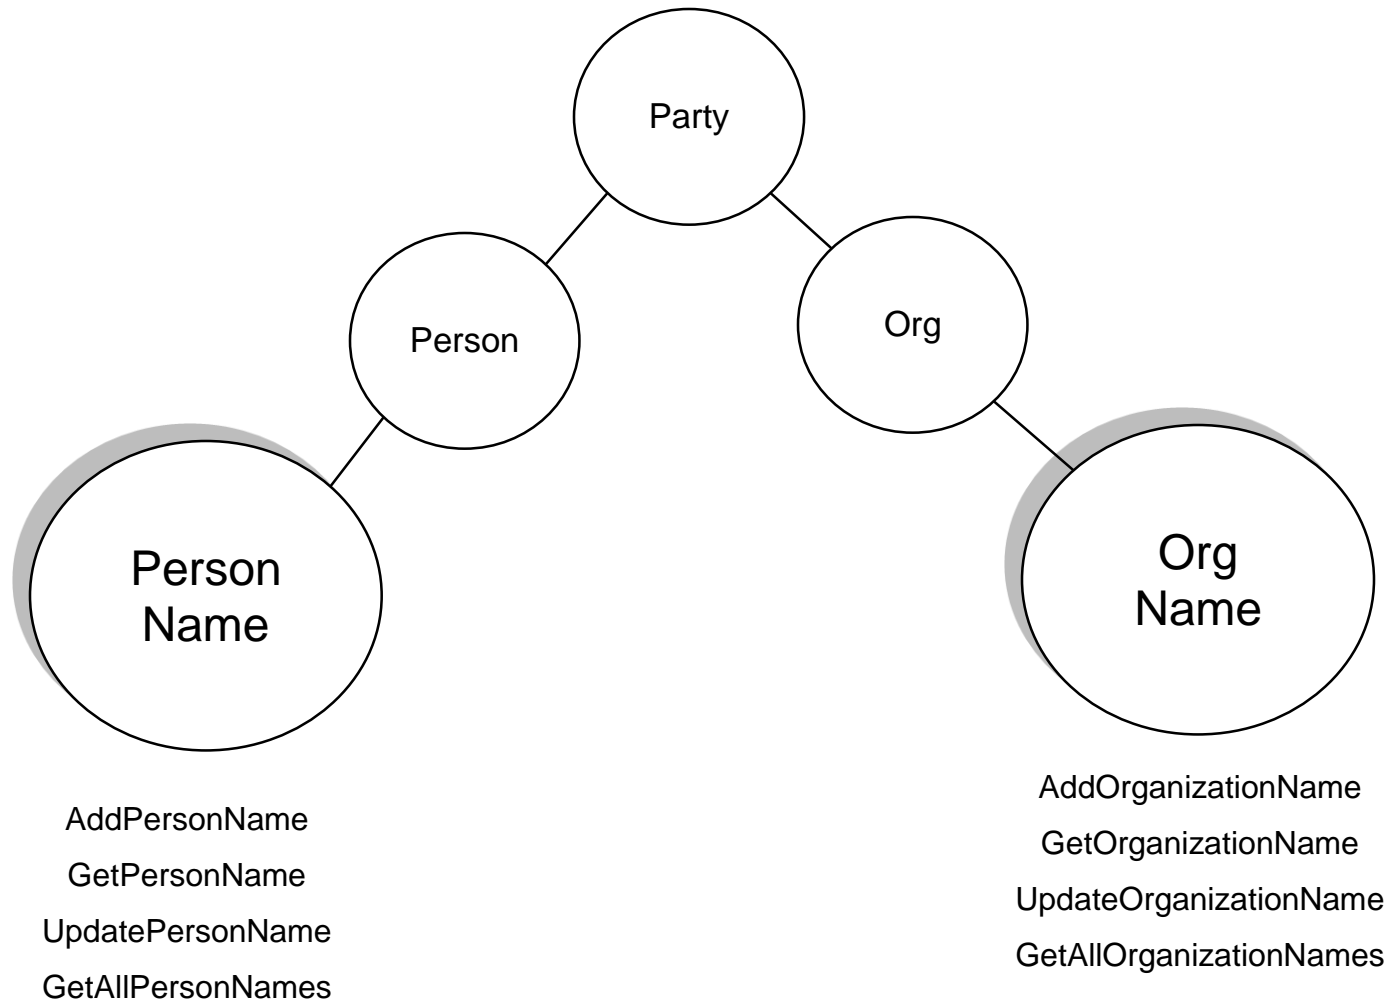 Party
Person
Org
Person
Name
Org
Name
AddPersonName
GetPersonName
UpdatePersonName
GetAllPersonNames
AddOrganizationName
GetOrganizationName
UpdateOrganizationName
GetAllOrganizationNames